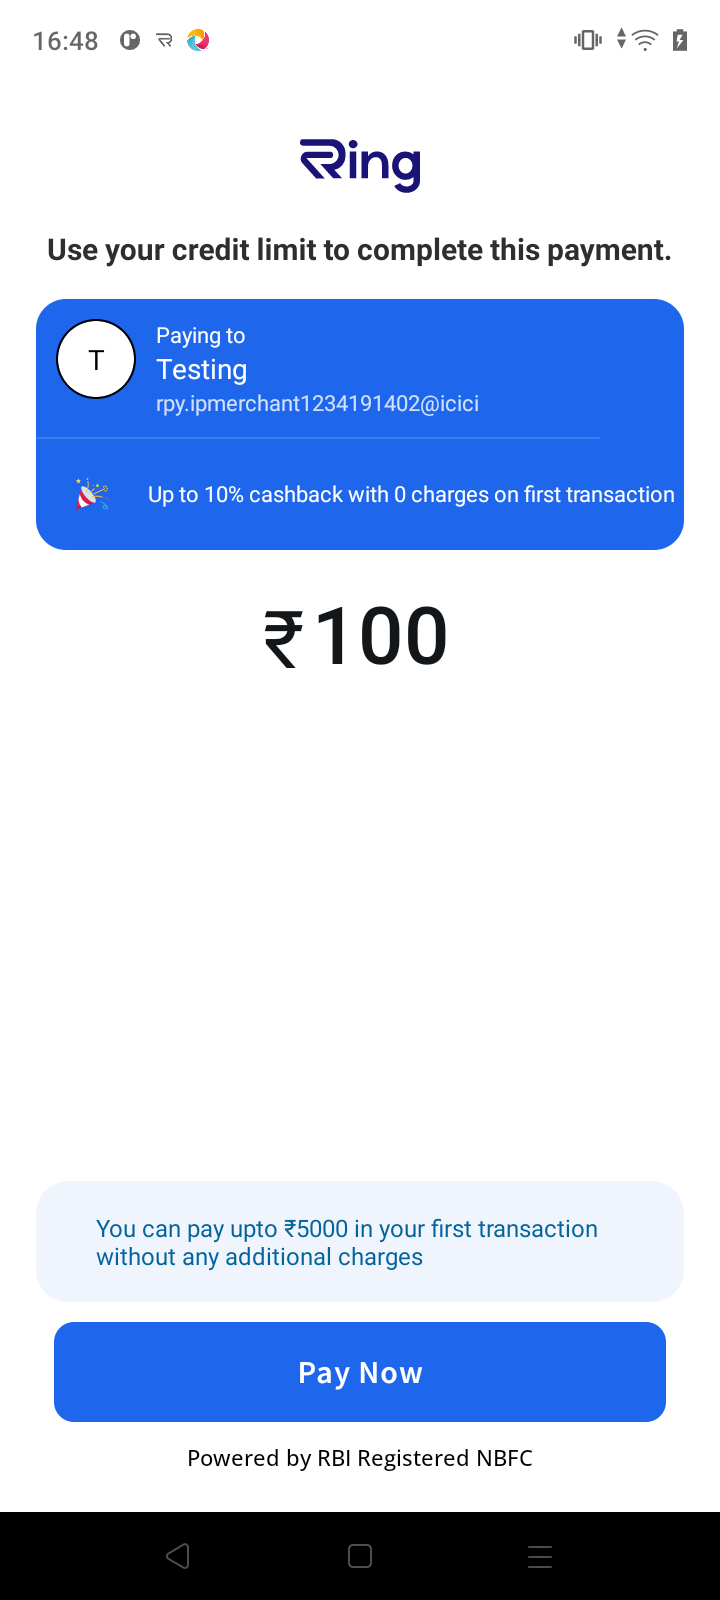 16:48
Ring
Use your credit limit to complete this payment.
T
Paying to
Testing
rpy.ipmerchant1234191402@icici
Up to 10% cashback with 0 charges on first transaction
₹100
You can pay upto ₹5000 in your first transaction
without any additional charges
Pay Now
Powered by RBI Registered NBFC